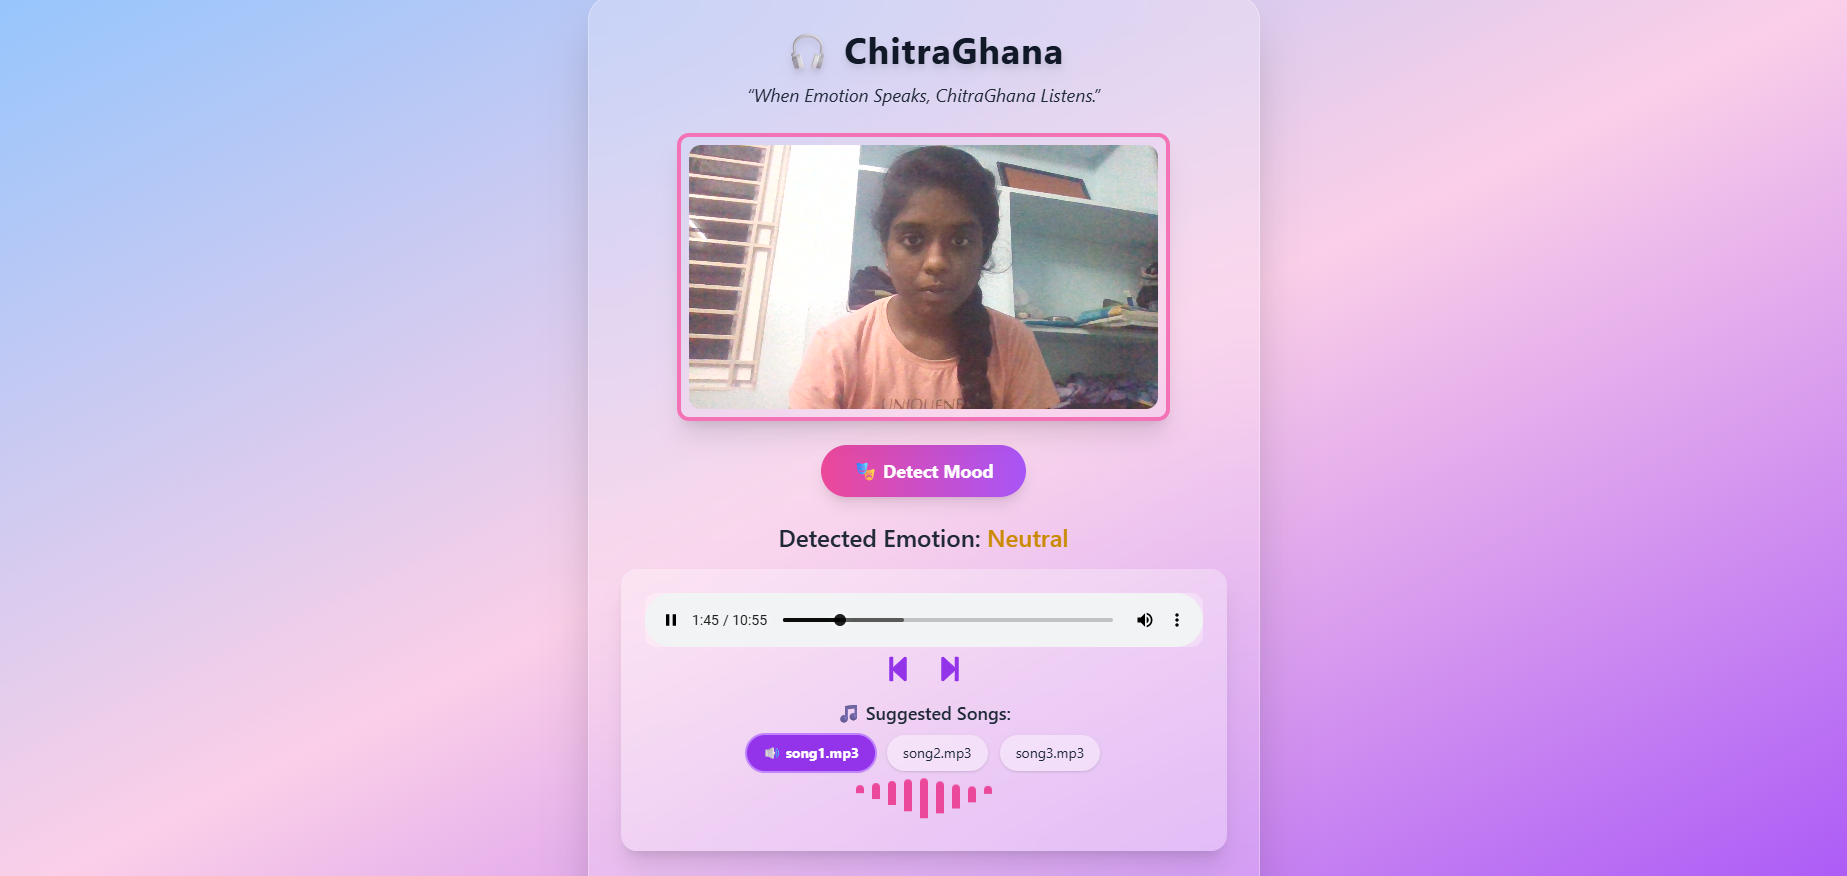 ChitraGhana
“When Emotion Speaks, ChitraGhana Listens.”
UNIQUENE
Detect Mood
Detected Emotion: Neutral
1:45 / 10:55
Suggested Songs:
song1.mp3 song2.mp3 song3.mp3